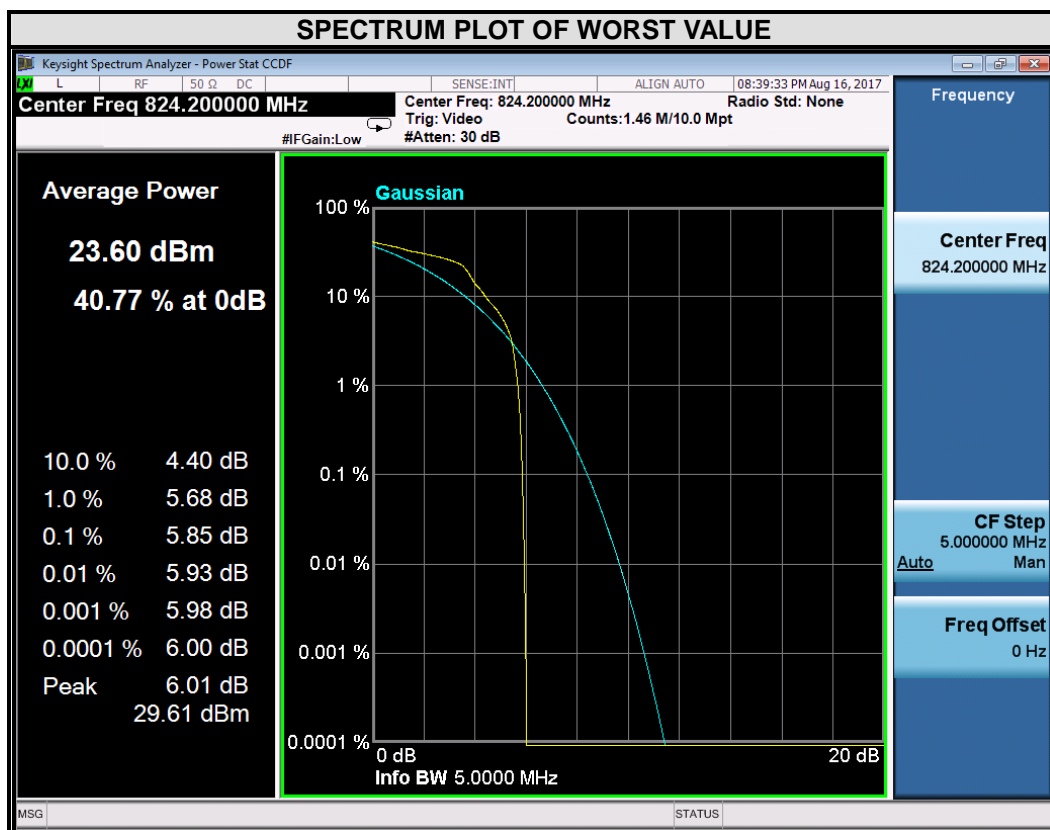 SPECTRUM PLOT OF WORST VALUE
Keysight Spectrum Analyzer - Power Stat CCDF
LXI L RF 50 Ω DC SENSE:INT ALIGN AUTO 08:39:33 PM Aug 16, 2017
Center Freq 824.200000 MHz
Center Freq: 824.200000 MHz Radio Std: None
Trig: Video Counts:1.46 M/10.0 Mpt
#IFGain:Low #Atten: 30 dB
Average Power
23.60 dBm
40.77 % at 0dB
10.0 % 4.40 dB
1.0 % 5.68 dB
0.1 % 5.85 dB
0.01 % 5.93 dB
0.001 % 5.98 dB
0.0001 % 6.00 dB
Peak 6.01 dB
29.61 dBm
Gaussian
100 %
10 %
1 %
0.1 %
0.01 %
0.001 %
0.0001 %
0 dB 20 dB
Info BW 5.0000 MHz
Frequency
Center Freq
824.200000 MHz
CF Step
5.000000 MHz
Auto Man
Freq Offset
0 Hz
MSG STATUS